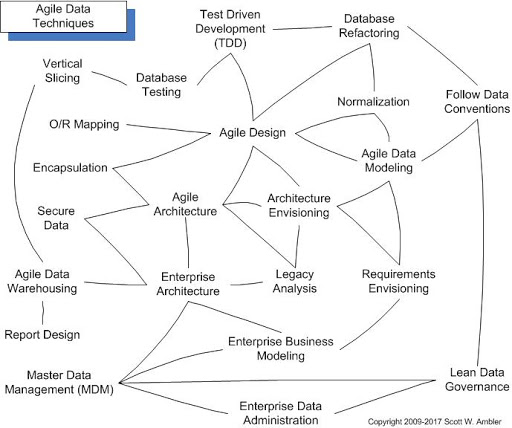 Agile Data
Techniques
Test Driven
Development
(TDD)
Database
Refactoring
Vertical
Slicing
Database
Testing
Follow Data
Conventions
Normalization
O/R Mapping
Agile Design
Agile Data
Modeling
Encapsulation
Agile
Architecture
Architecture
Envisioning
Secure
Data
Agile Data
Warehousing
Enterprise
Architecture
Legacy
Analysis
Requirements
Envisioning
Report Design
Enterprise Business
Modeling
Master Data
Management (MDM)
Lean Data
Governance
Enterprise Data
Administration
Copyright 2009-2017 Scott W. Ambler